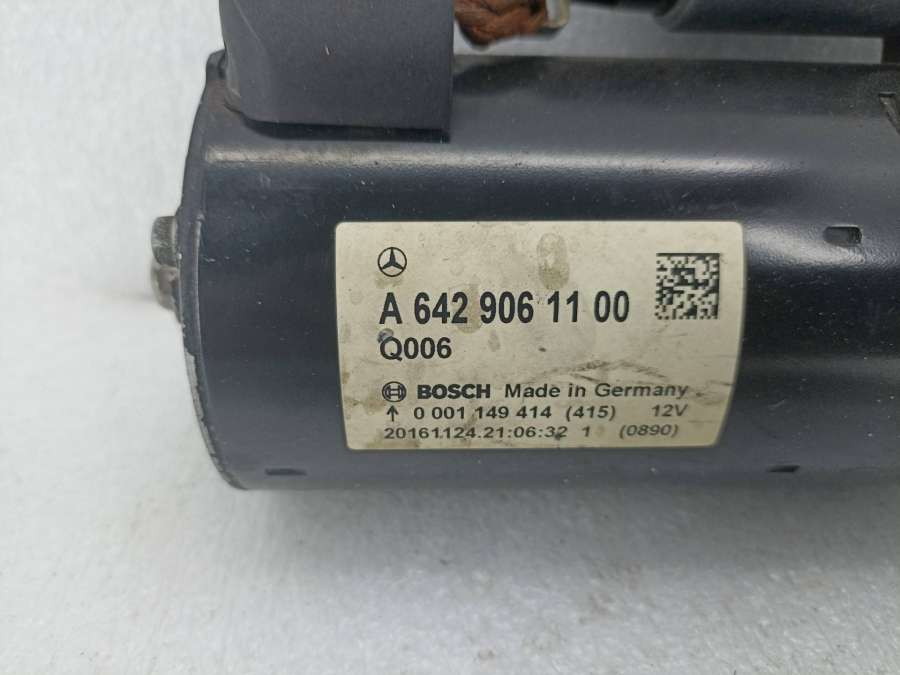 A 642 906 11 00
Q006
BOSCH Made in Germany
↑ 0 001 149 414 (415) 12V
20161124.21:06:32 1 (0890)